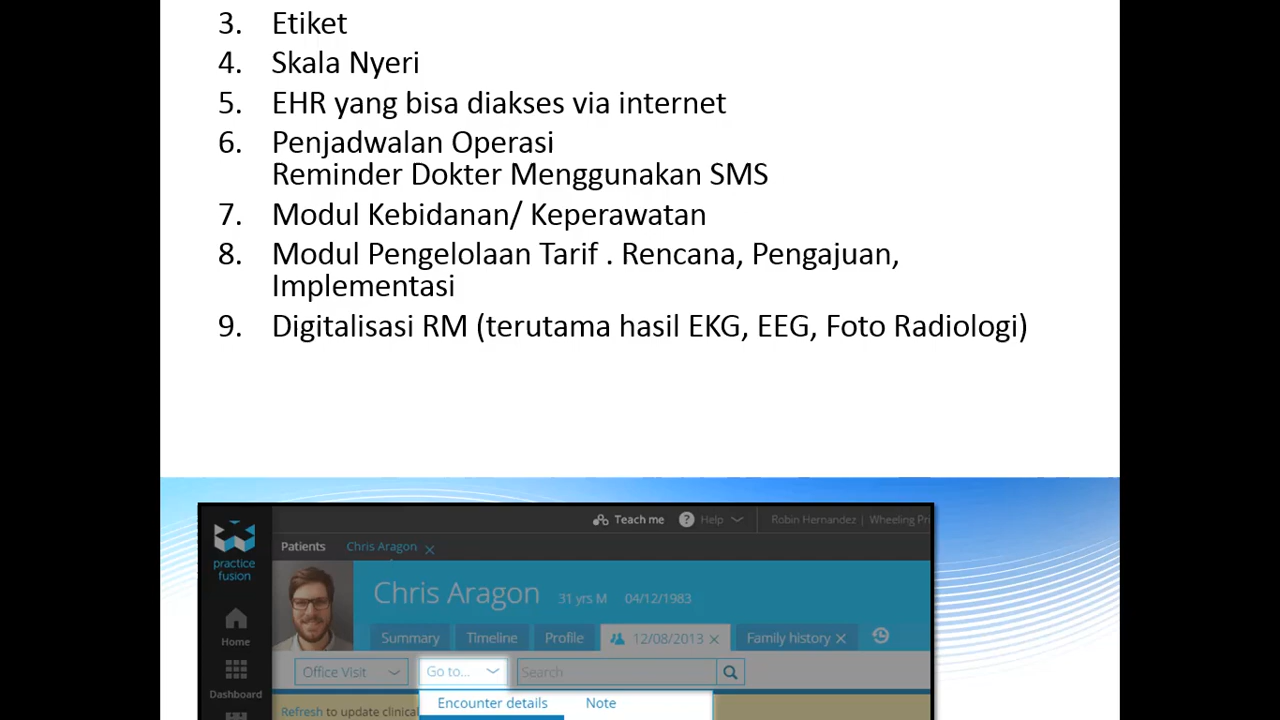 3. Etiket
4. Skala Nyeri
5. EHR yang bisa diakses via internet
6. Penjadwalan Operasi
Reminder Dokter Menggunakan SMS
7. Modul Kebidanan/ Keperawatan
8. Modul Pengelolaan Tarif . Rencana, Pengajuan,
Implementasi
9. Digitalisasi RM (terutama hasil EKG, EEG, Foto Radiologi)
Teach me Help Robin Hernandez | Wheeling
practice
fusion
Patients Chris Aragon
Chris Aragon 31 yrs M 04/12/1983
Home
Summary Timeline Profile 12/08/2013 Family history
Office Visit Go to... Search
Dashboard
Encounter details Note
Refresh to update clinical